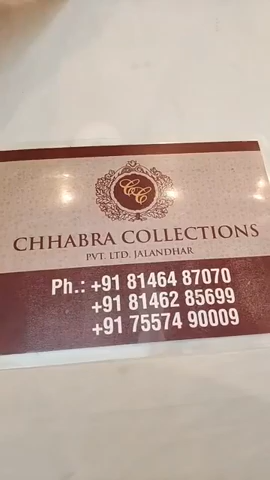 CC
CHHABRA COLLECTIONS
PVT. LTD. JALANDHAR
Ph.: +91 81464 87070
+91 81462 85699
+91 75574 90009